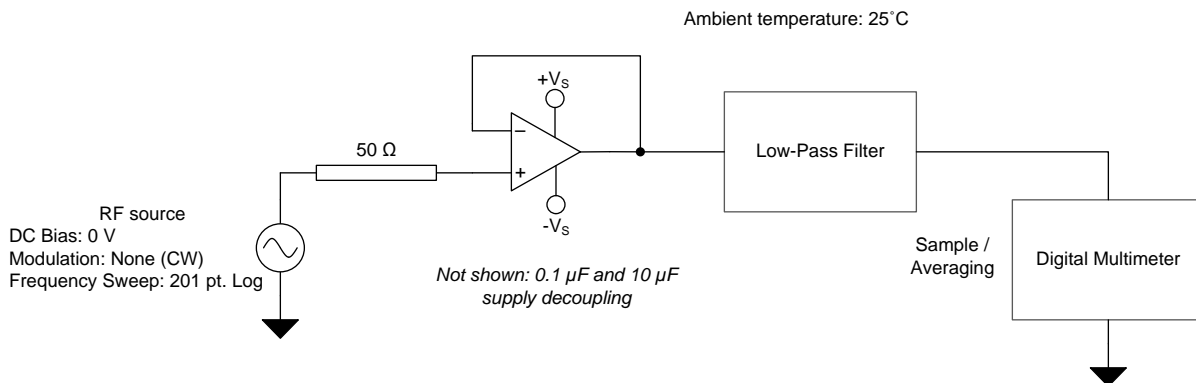 Ambient temperature: 25˚C
+VS
−
50 Ω
+
Low-Pass Filter
-VS
RF source
DC Bias: 0 V
Modulation: None (CW)
Frequency Sweep: 201 pt. Log
Not shown: 0.1 µF and 10 µF
supply decoupling
Sample /
Averaging
Digital Multimeter